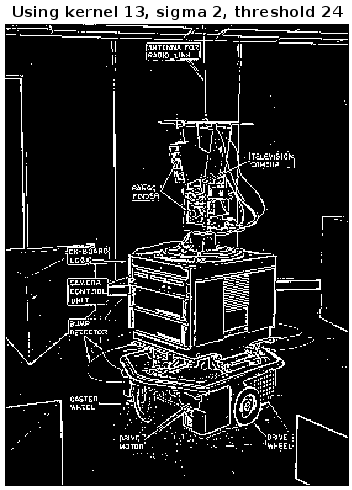 Using kernel 13, sigma 2, threshold 24
ANTENNA FOR
RADIO LINK
TELEVISION
CAMERA
RANGE
FINDER
ON-BOARD
LOGIC
CAMERA
CONTROL
UNIT
BUMP
DETECTOR
CASTER
WHEEL
DRIVE
MOTOR
DRIVE
WHEEL